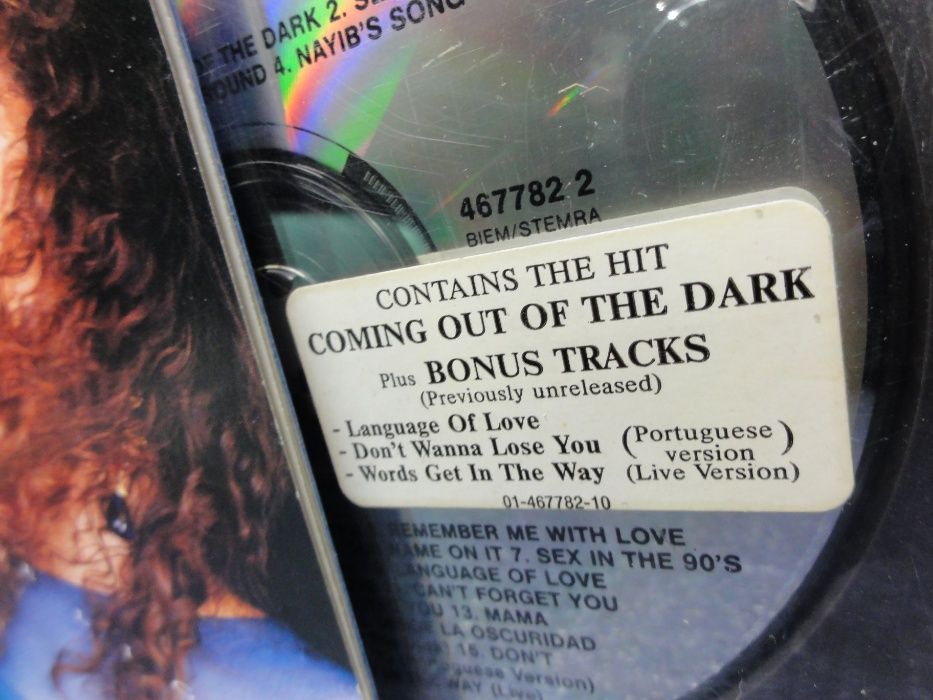 THE DARK 2.
4. NAYIB'S SONG
467782 2
BIEM/STEMRA
CONTAINS THE HIT
COMING OUT OF THE DARK
Plus BONUS TRACKS
(Previously unreleased)
- Language Of Love
- Don't Wanna Lose You (Portuguese version)
- Words Get In The Way (Live Version)
01-467782-10
REMEMBER ME WITH LOVE
NAME ON IT 7. SEX IN THE 90'S
LANGUAGE OF LOVE
CAN'T FORGET YOU
YOU 13. MAMA
LA OSCURIDAD
15. DON'T
Version)
WAY (Live)